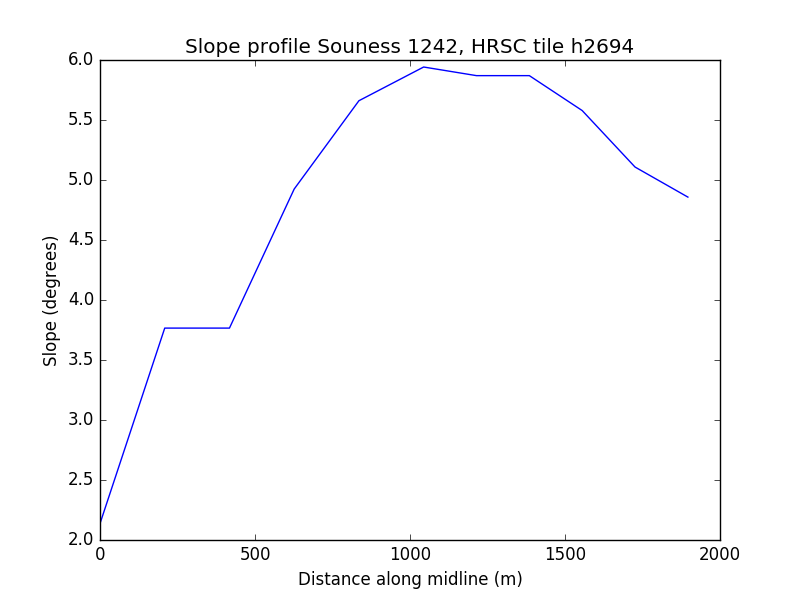 Slope profile Souness 1242, HRSC tile h2694
6.0
5.5
5.0
4.5
4.0
3.5
3.0
2.5
2.0
Slope (degrees)
0 500 1000 1500 2000
Distance along midline (m)